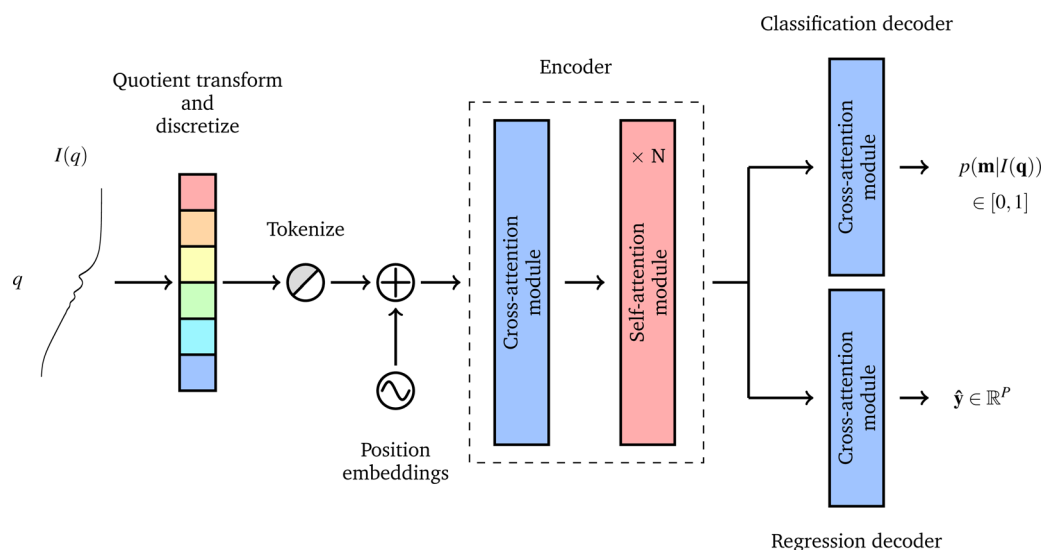 Classification decoder
Encoder
Quotient transform
and
discretize
I(q)
q
Tokenize
Position
embeddings
Cross-attention
module
× N
Self-attention
module
Cross-attention
module
p(𝐦|I(𝐪))
∈ [0, 1]
Cross-attention
module
𝐲̂ ∈ ℝᴾ
Regression decoder